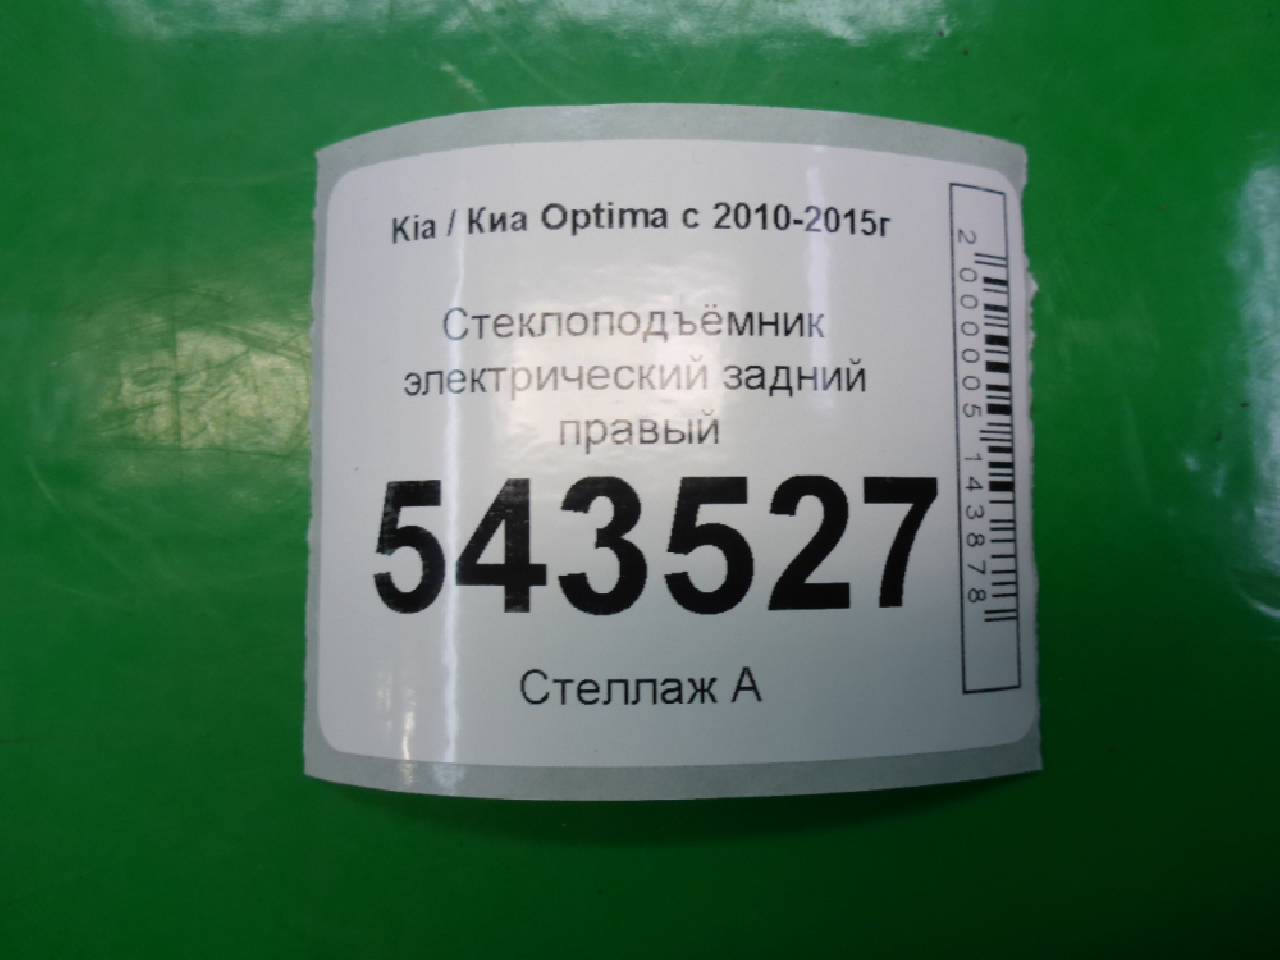 Kia / Киа Optima с 2010-2015г
Стеклоподъёмник
электрический задний
правый
543527
Стеллаж А
2000005143878